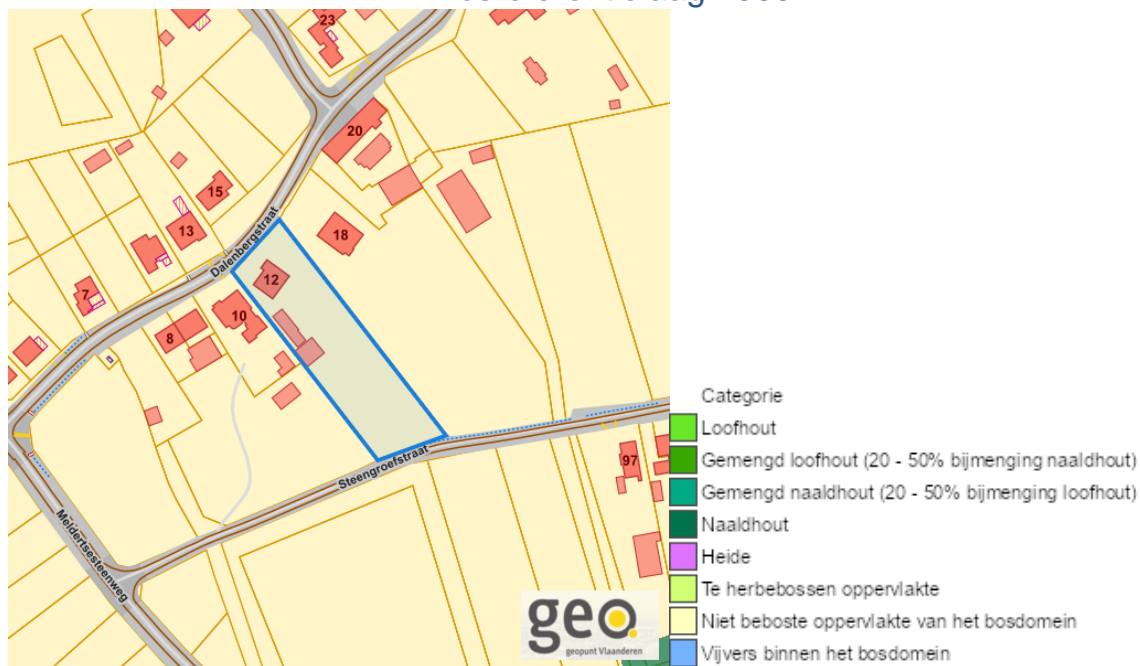 23
20
15
13
18
Dalenbergstraat
12
7
10
8
97
Steengroefstraat
Meldertsesteenweg
geo.
geopunt Vlaanderen
Categorie
Loofhout
Gemengd loofhout (20 - 50% bijmenging naaldhout)
Gemengd naaldhout (20 - 50% bijmenging loofhout)
Naaldhout
Heide
Te herbebossen oppervlakte
Niet beboste oppervlakte van het bosdomein
Vijvers binnen het bosdomein